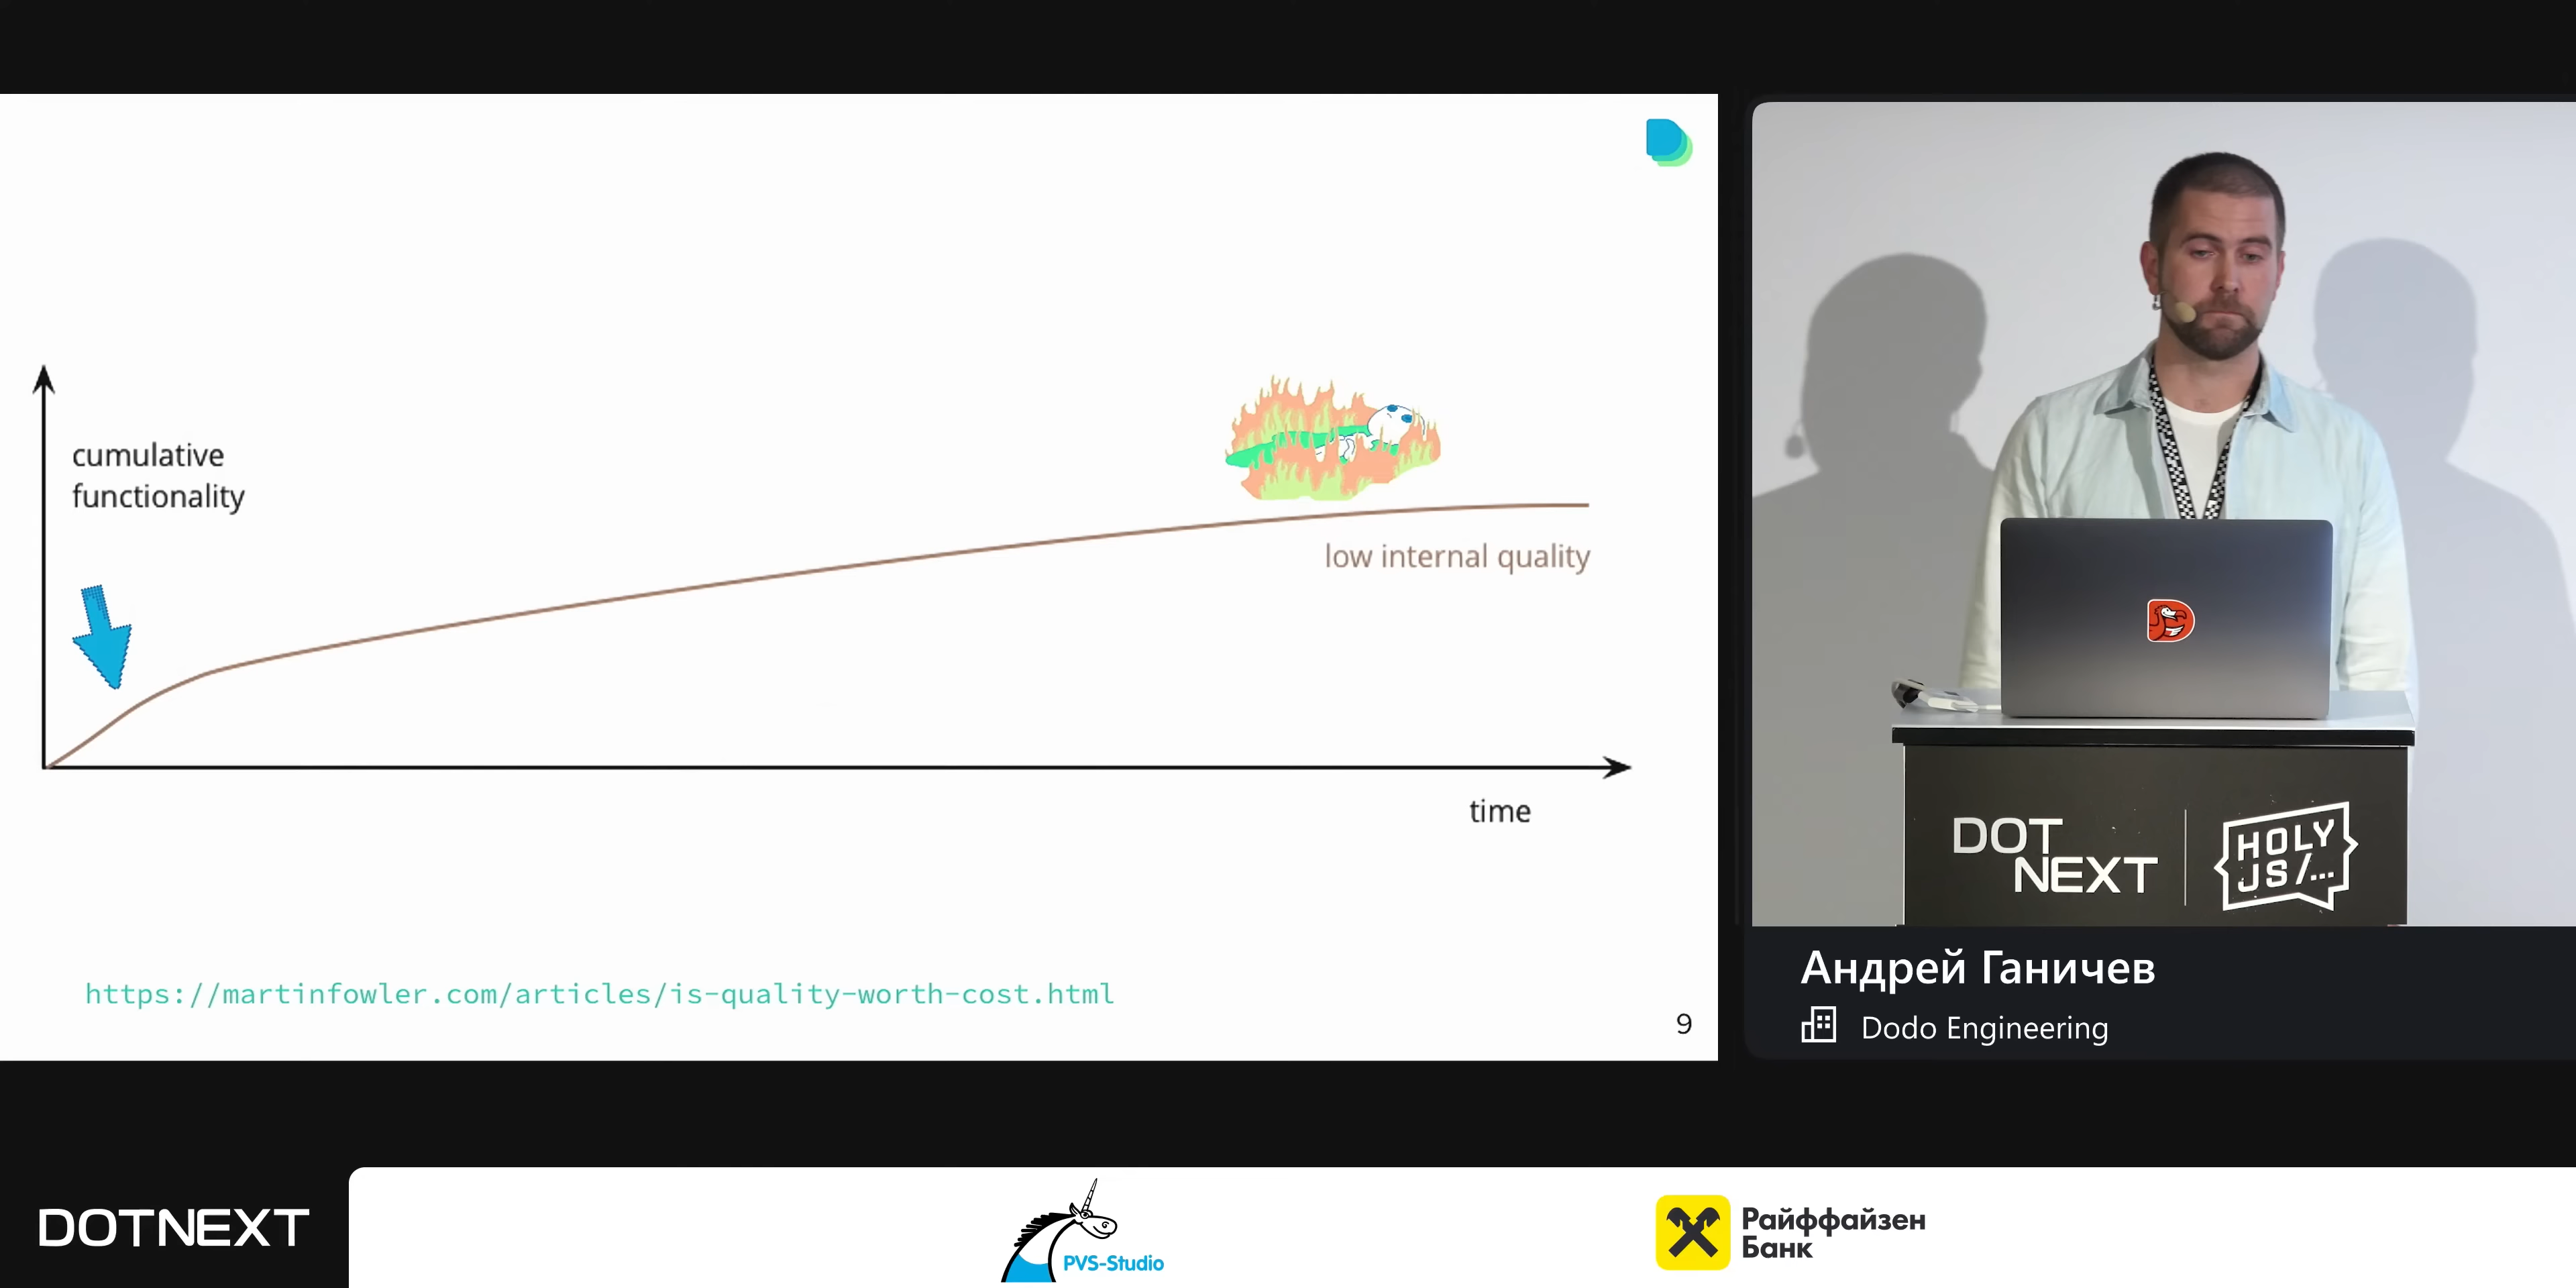 cumulative
functionality
low internal quality
time
https://martinfowler.com/articles/is-quality-worth-cost.html
9
DOT
NEXT
HOLY
JS/...
Андрей Ганичев
Dodo Engineering
DOTNEXT
PVS-Studio
Райффайзен
Банк